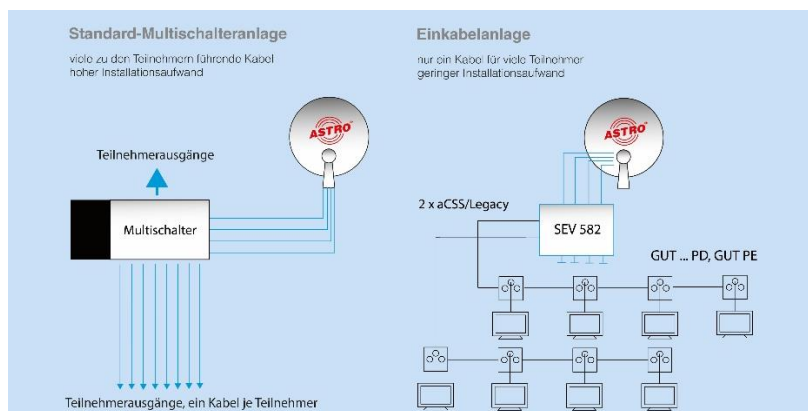 Standard-Multischalteranlage
viele zu den Teilnehmern führende Kabel
hoher Installationsaufwand
ASTRO
Teilnehmerausgänge
Multischalter
Teilnehmerausgänge, ein Kabel je Teilnehmer
Einkabelanlage
nur ein Kabel für viele Teilnehmer
geringer Installationsaufwand
ASTRO
2 x aCSS/Legacy
SEV 582
GUT ... PD, GUT PE